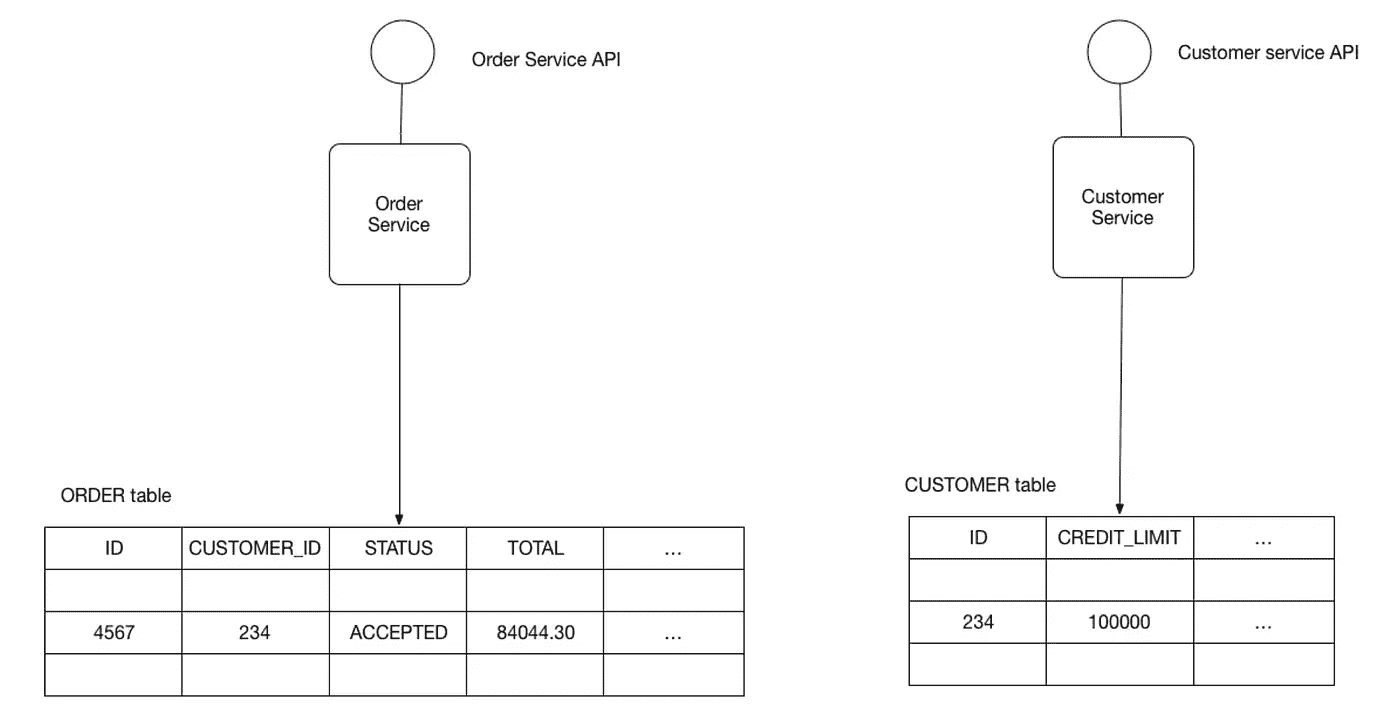 Order Service API
Customer service API
Order
Service
Customer
Service
ORDER table
ID CUSTOMER_ID STATUS TOTAL ...
4567 234 ACCEPTED 84044.30 ...
CUSTOMER table
ID CREDIT_LIMIT ...
234 100000 ...